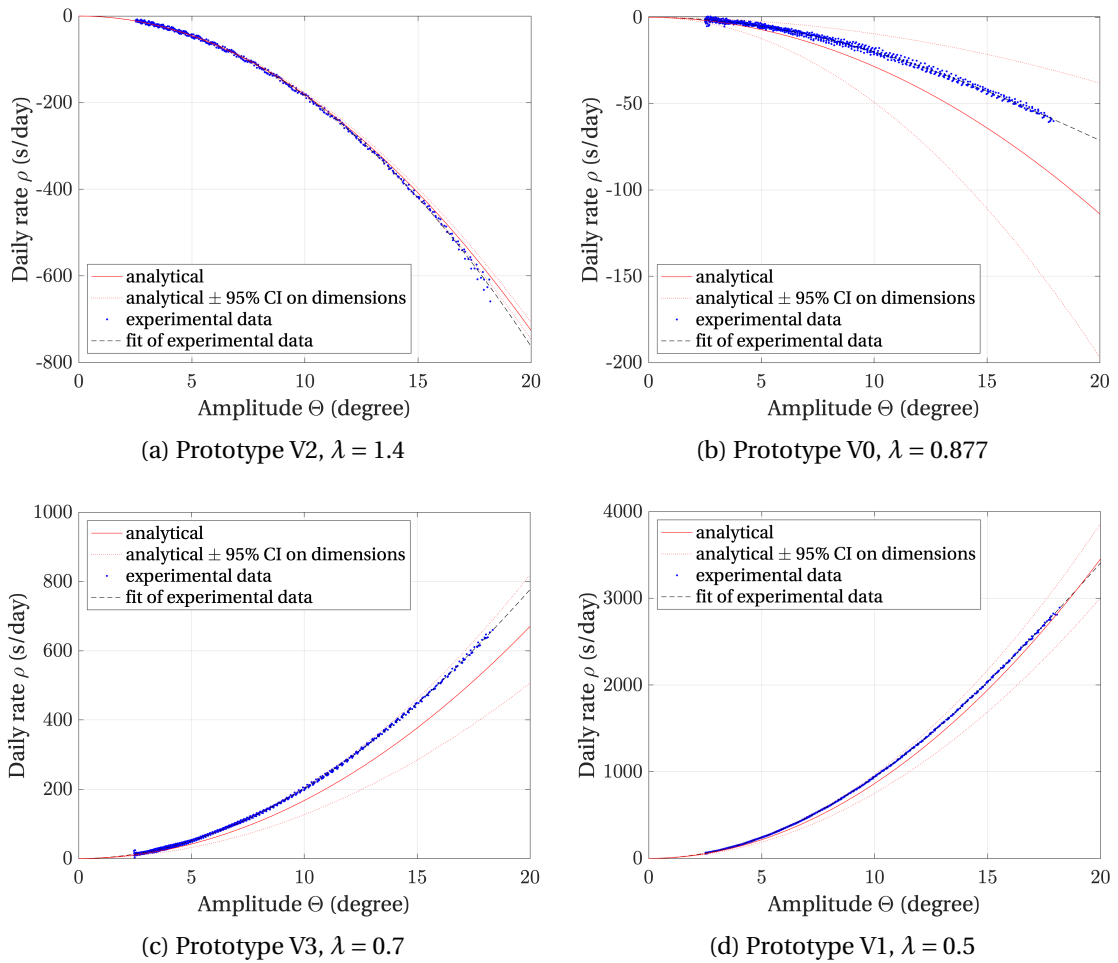 0
-200
-400
-600
-800
Daily rate ρ (s/day)
analytical
analytical ± 95% CI on dimensions
experimental data
fit of experimental data
0 5 10 15 20
Amplitude Θ (degree)
(a) Prototype V2, λ = 1.4
0
-50
-100
-150
-200
Daily rate ρ (s/day)
analytical
analytical ± 95% CI on dimensions
experimental data
fit of experimental data
0 5 10 15 20
Amplitude Θ (degree)
(b) Prototype V0, λ = 0.877
1000
800
600
400
200
0
Daily rate ρ (s/day)
analytical
analytical ± 95% CI on dimensions
experimental data
fit of experimental data
0 5 10 15 20
Amplitude Θ (degree)
(c) Prototype V3, λ = 0.7
4000
3000
2000
1000
0
Daily rate ρ (s/day)
analytical
analytical ± 95% CI on dimensions
experimental data
fit of experimental data
0 5 10 15 20
Amplitude Θ (degree)
(d) Prototype V1, λ = 0.5